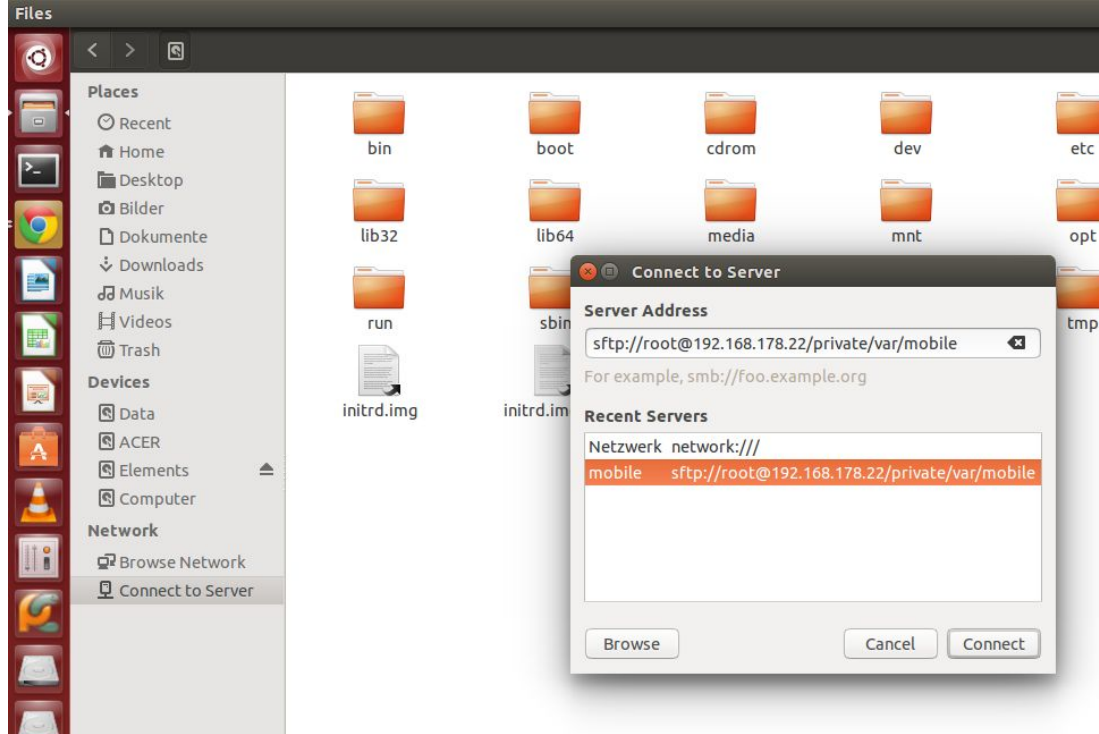 Files
Places
Recent
Home
Desktop
Bilder
Dokumente
Downloads
Musik
Videos
Trash
Devices
Data
ACER
Elements
Computer
Network
Browse Network
Connect to Server
bin boot cdrom dev etc
lib32 lib64 media mnt opt
run sbin tmp
initrd.img initrd.im
Connect to Server
Server Address
sftp://root@192.168.178.22/private/var/mobile
For example, smb://foo.example.org
Recent Servers
Netzwerk network:///
mobile sftp://root@192.168.178.22/private/var/mobile
Browse Cancel Connect